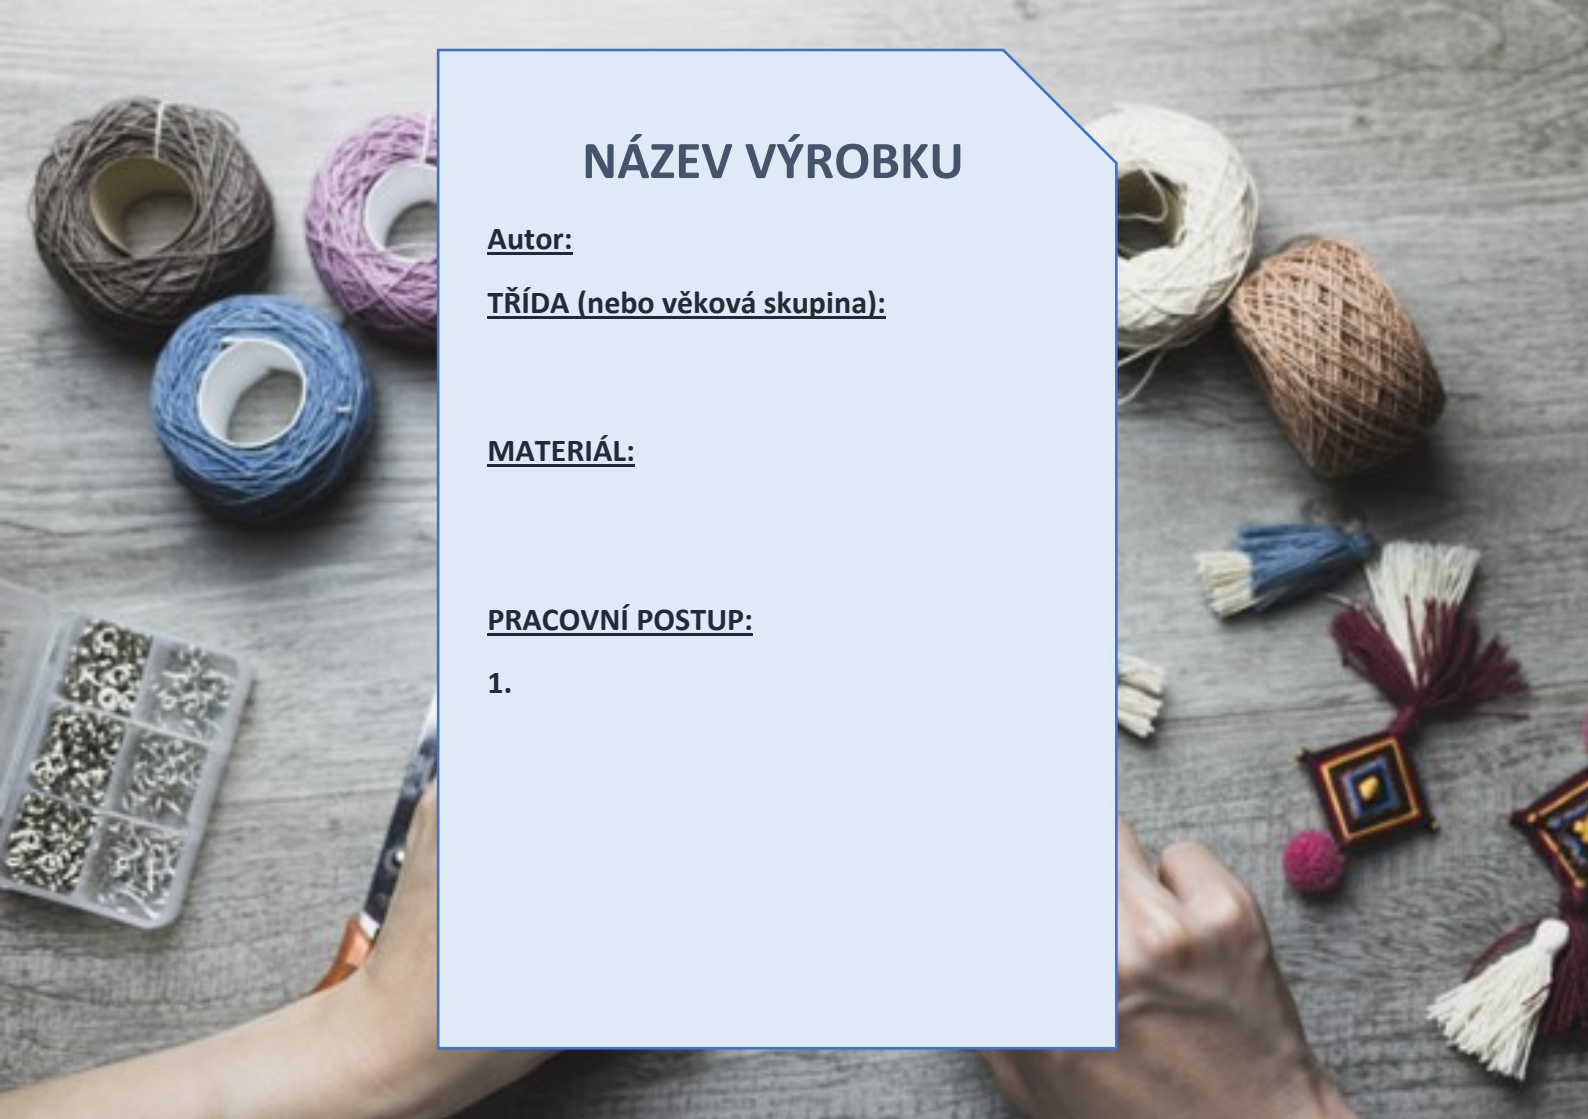 NÁZEV VÝROBKU
Autor:
TŘÍDA (nebo věková skupina):
MATERIÁL:
PRACOVNÍ POSTUP:
1.